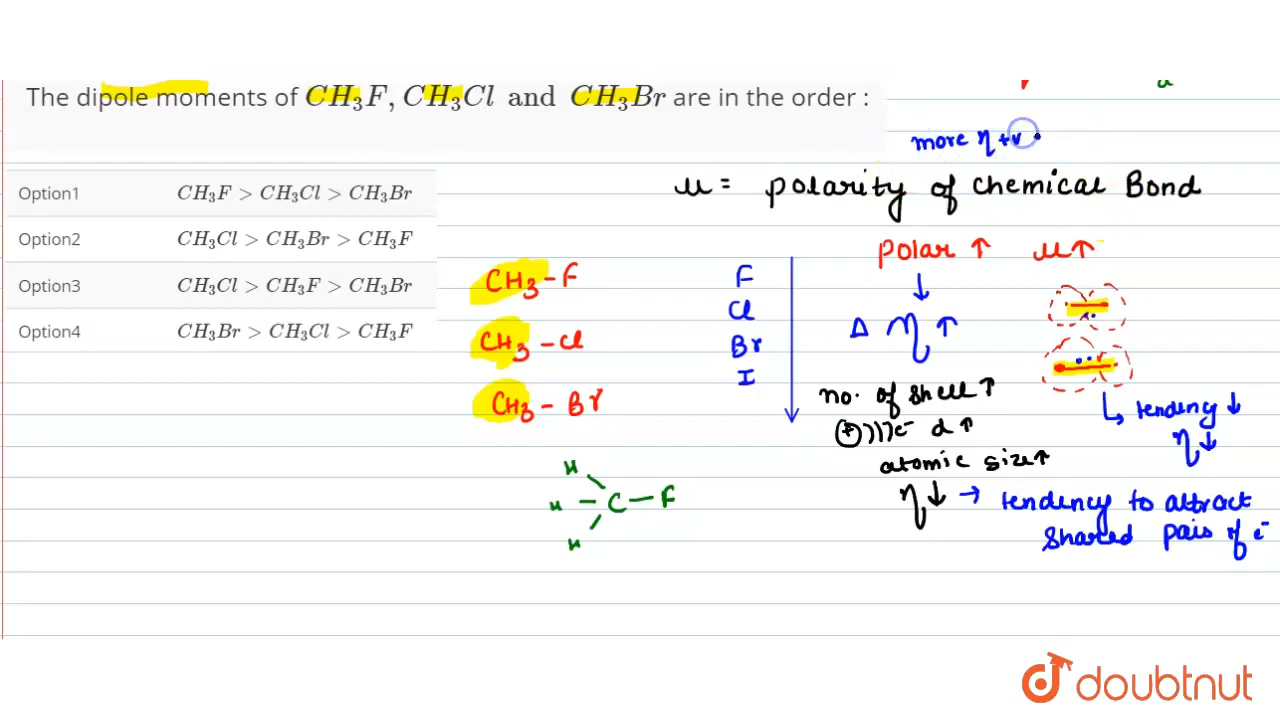 The dipole moments of CH₃F, CH₃Cl and CH₃Br are in the order :
more η
μ = polarity of chemical Bond
Option1 CH₃F > CH₃Cl > CH₃Br
Option2 CH₃Cl > CH₃Br > CH₃F
Option3 CH₃Cl > CH₃F > CH₃Br
Option4 CH₃Br > CH₃Cl > CH₃F
CH₃-F
CH₃-Cl
CH₃-Br
F
Cl
Br
I
Polar ↑ μ↑
↓
Δ η ↑
no. of shell ↑
(+))))e⁻ d↑
atomic size↑
η↓ → tendency to attract
shared pair of e⁻
↳ tendency ↓
η↓
H
H - C - F
H
doubtnut